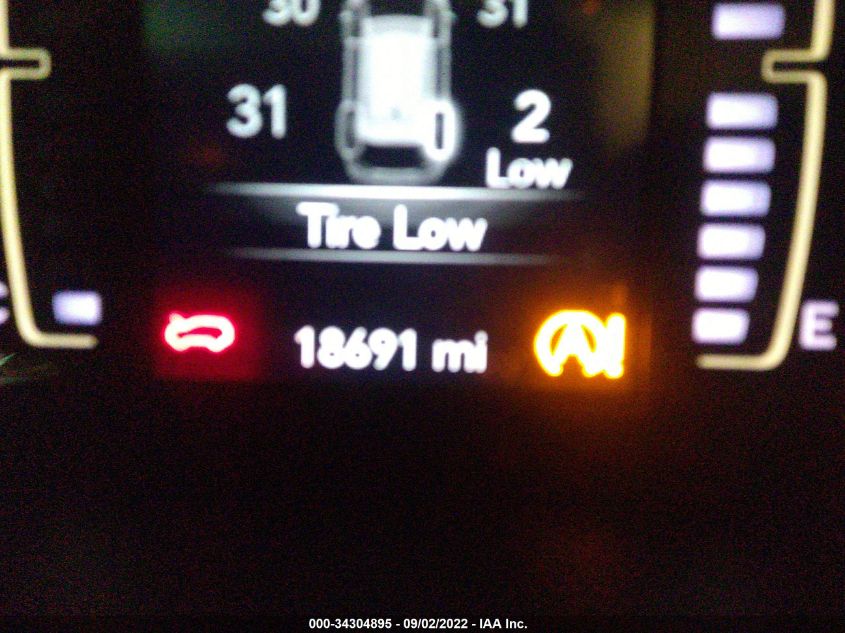 30 31
31 2
Low
Tire Low
18691 mi
E
000-34304895 - 09/02/2022 - IAA Inc.